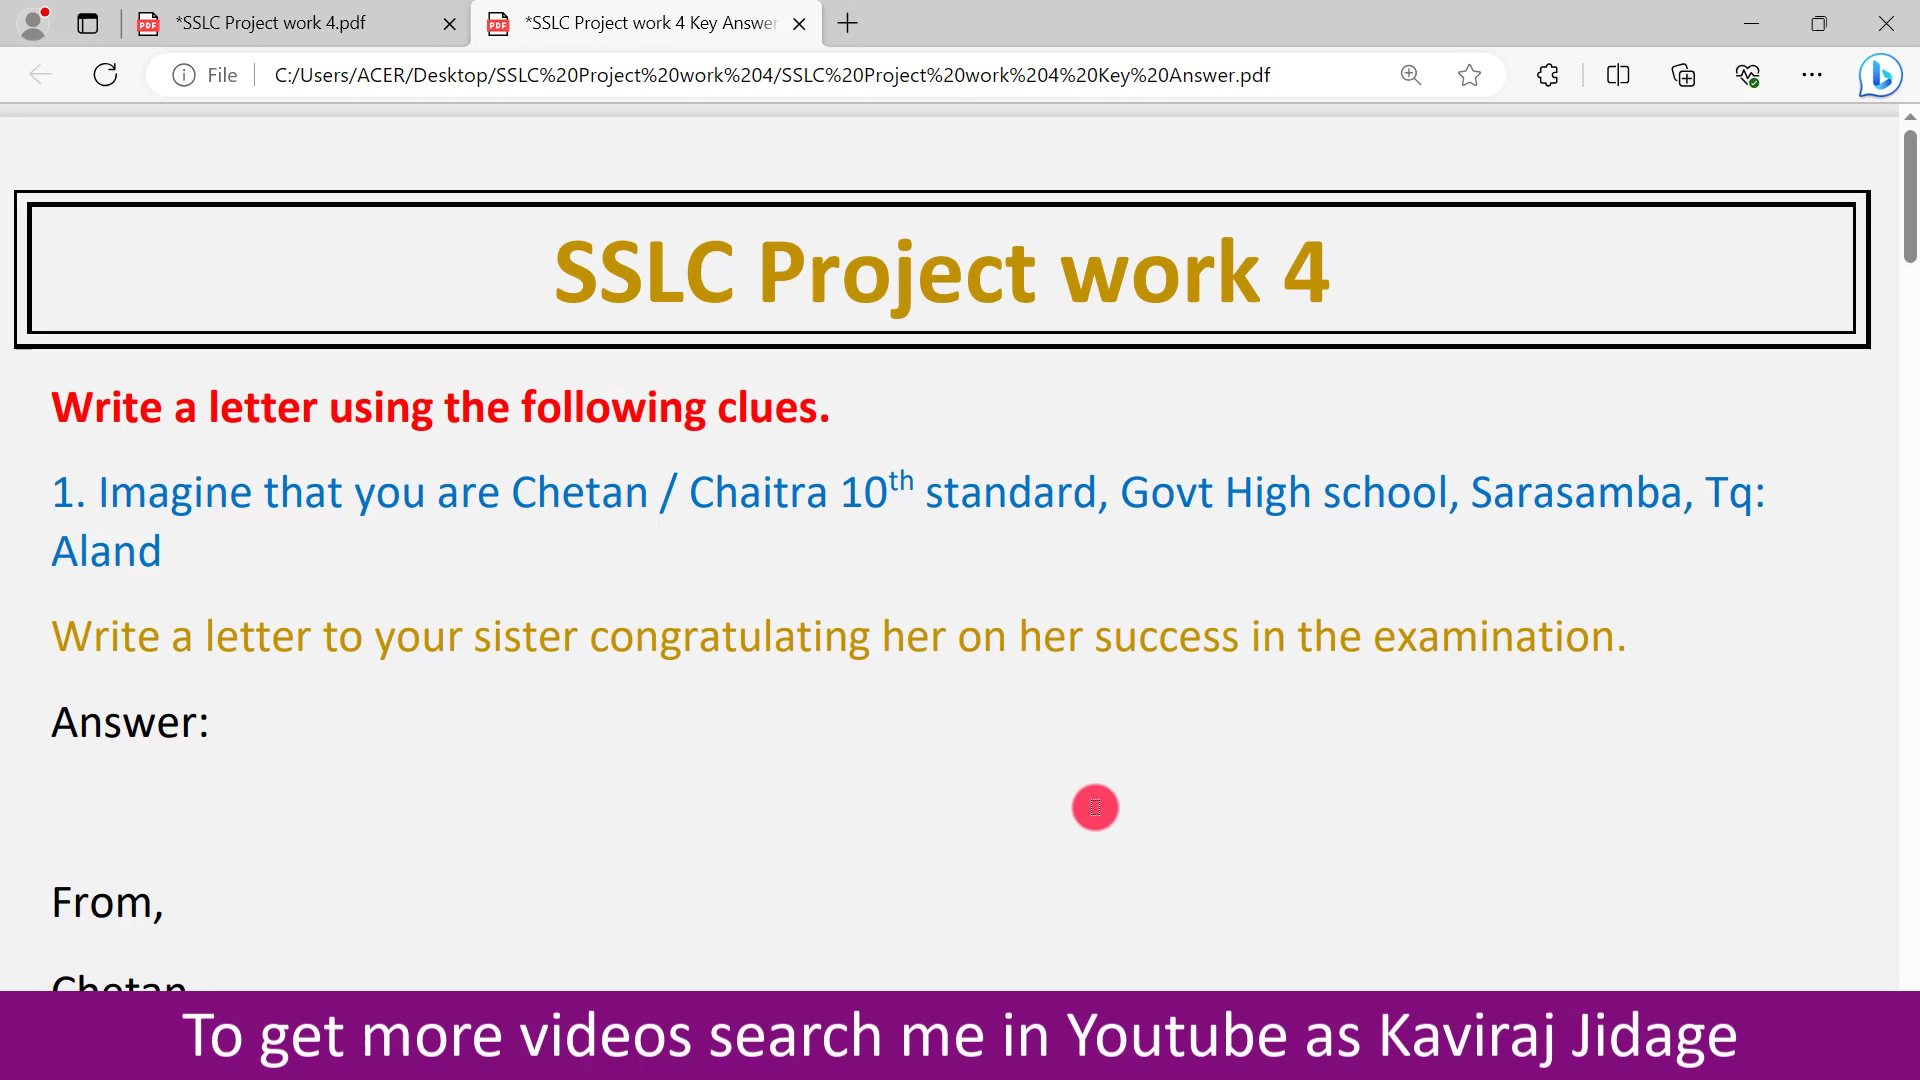 *SSLC Project work 4.pdf
*SSLC Project work 4 Key Answer
File
C:/Users/ACER/Desktop/SSLC%20Project%20work%204/SSLC%20Project%20work%204%20Key%20Answer.pdf
SSLC Project work 4
Write a letter using the following clues.
1. Imagine that you are Chetan / Chaitra 10th standard, Govt High school, Sarasamba, Tq:
Aland
Write a letter to your sister congratulating her on her success in the examination.
Answer:
From,
Chetan
To get more videos search me in Youtube as Kaviraj Jidage